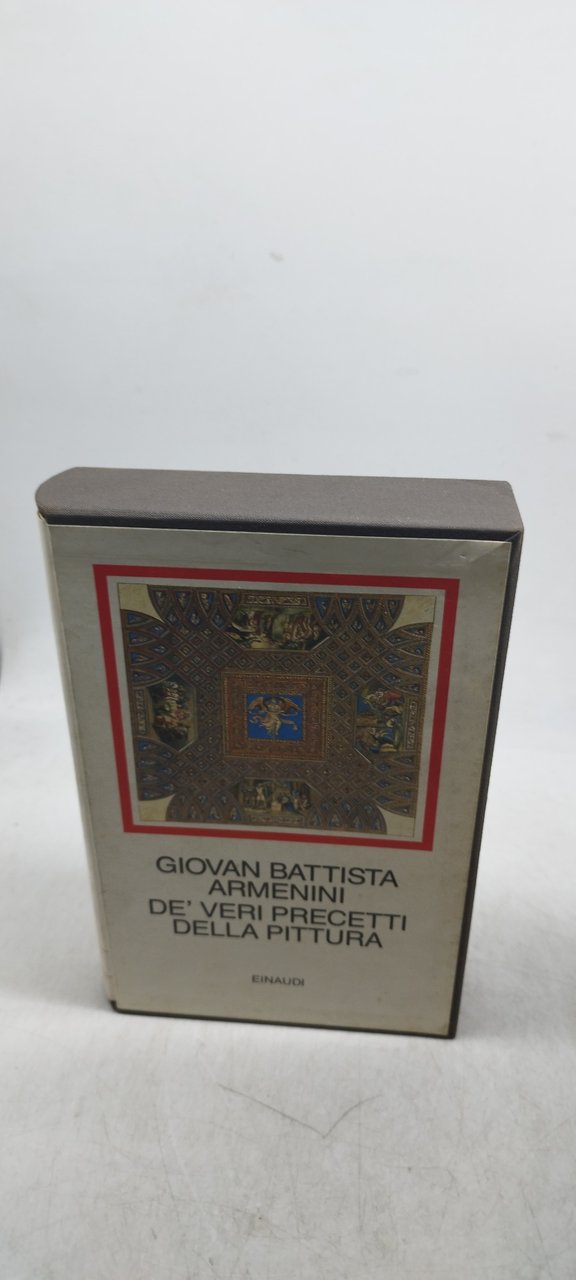 GIOVAN BATTISTA
ARMENINI
DE' VERI PRECETTI
DELLA PITTURA
EINAUDI